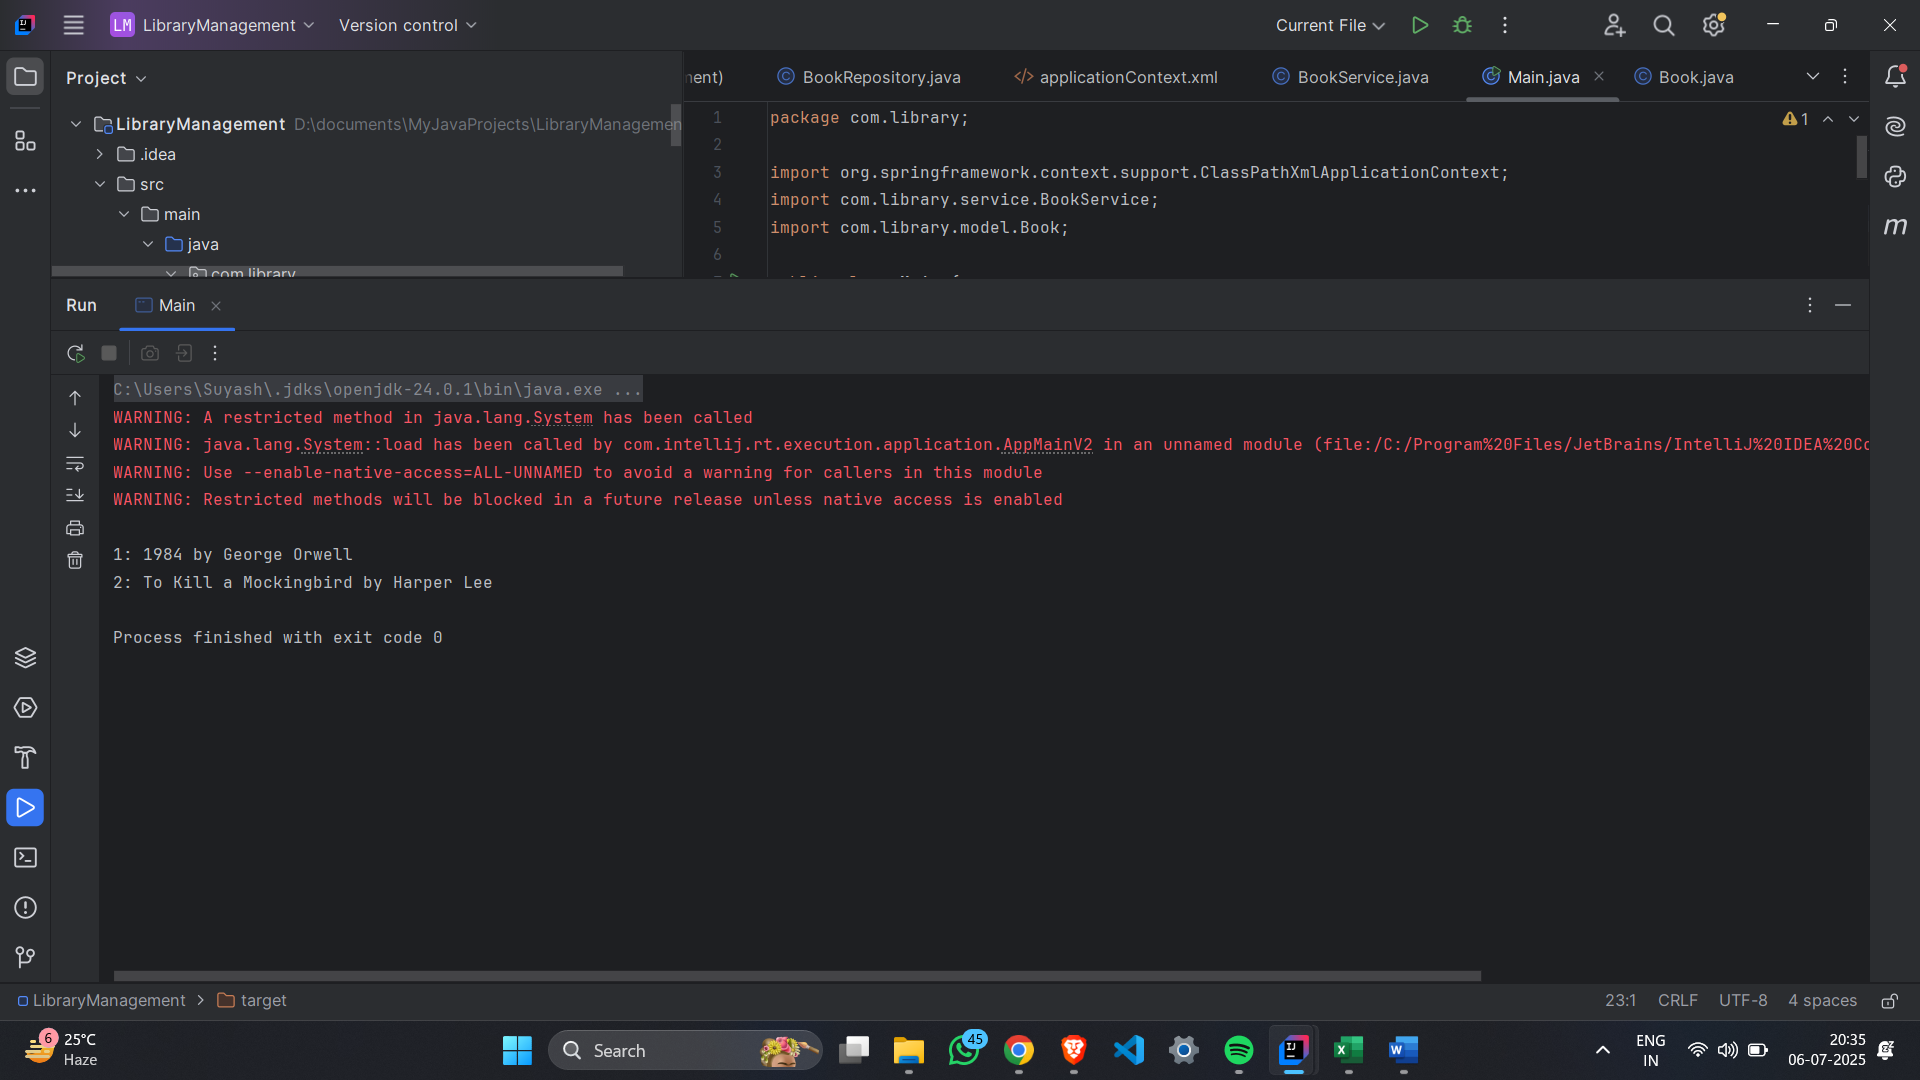 LM LibraryManagement Version control Current File
Project
nent) BookRepository.java applicationContext.xml BookService.java Main.java Book.java
LibraryManagement D:\documents\MyJavaProjects\LibraryManagemen
.idea
src
main
java
com.library
1 package com.library;
2
3 import org.springframework.context.support.ClassPathXmlApplicationContext;
4 import com.library.service.BookService;
5 import com.library.model.Book;
6
1
Run Main
C:\Users\Suyash\.jdks\openjdk-24.0.1\bin\java.exe ...
WARNING: A restricted method in java.lang.System has been called
WARNING: java.lang.System::load has been called by com.intellij.rt.execution.application.AppMainV2 in an unnamed module (file:/C:/Program%20Files/JetBrains/IntelliJ%20IDEA%20Co
WARNING: Use --enable-native-access=ALL-UNNAMED to avoid a warning for callers in this module
WARNING: Restricted methods will be blocked in a future release unless native access is enabled
1: 1984 by George Orwell
2: To Kill a Mockingbird by Harper Lee
Process finished with exit code 0
LibraryManagement > target 23:1 CRLF UTF-8 4 spaces
6 25°C
Haze
Search
45
ENG
IN
20:35
06-07-2025